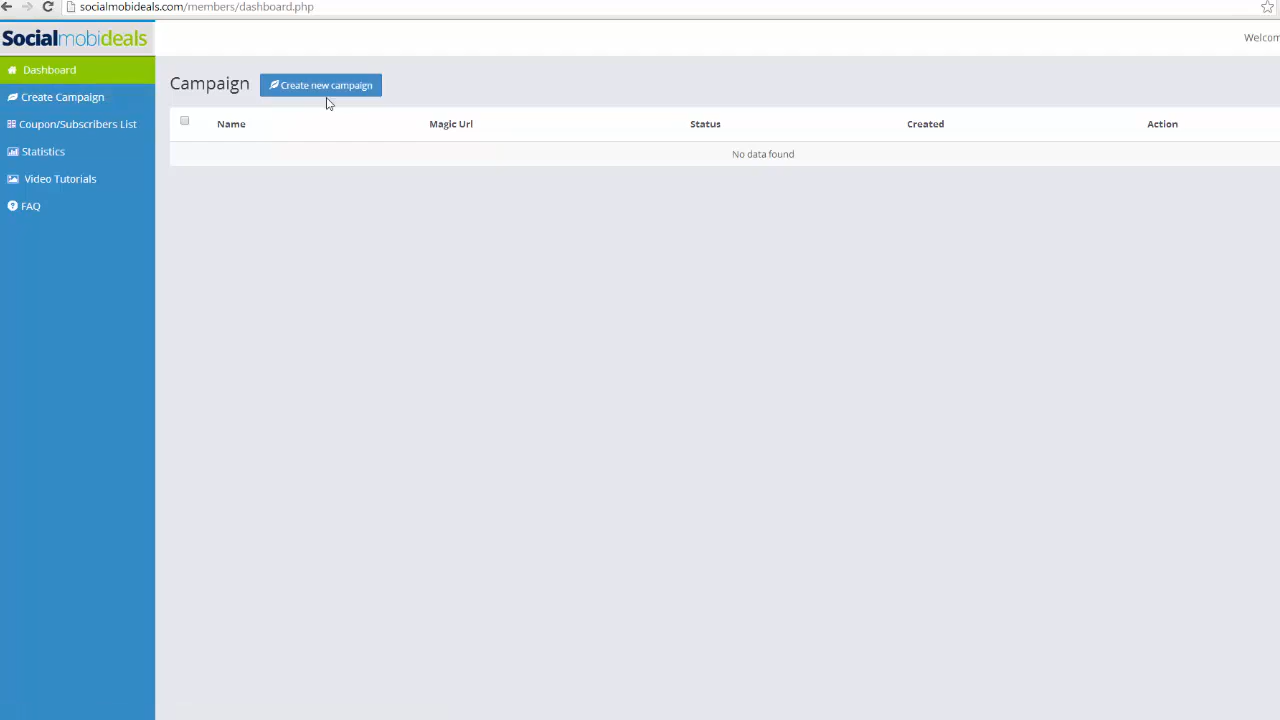 socialmobideals.com/members/dashboard.php
Socialmobideals
Welcom
Dashboard
Create Campaign
Coupon/Subscribers List
Statistics
Video Tutorials
FAQ
Campaign
Create new campaign
Name Magic Url Status Created Action
No data found